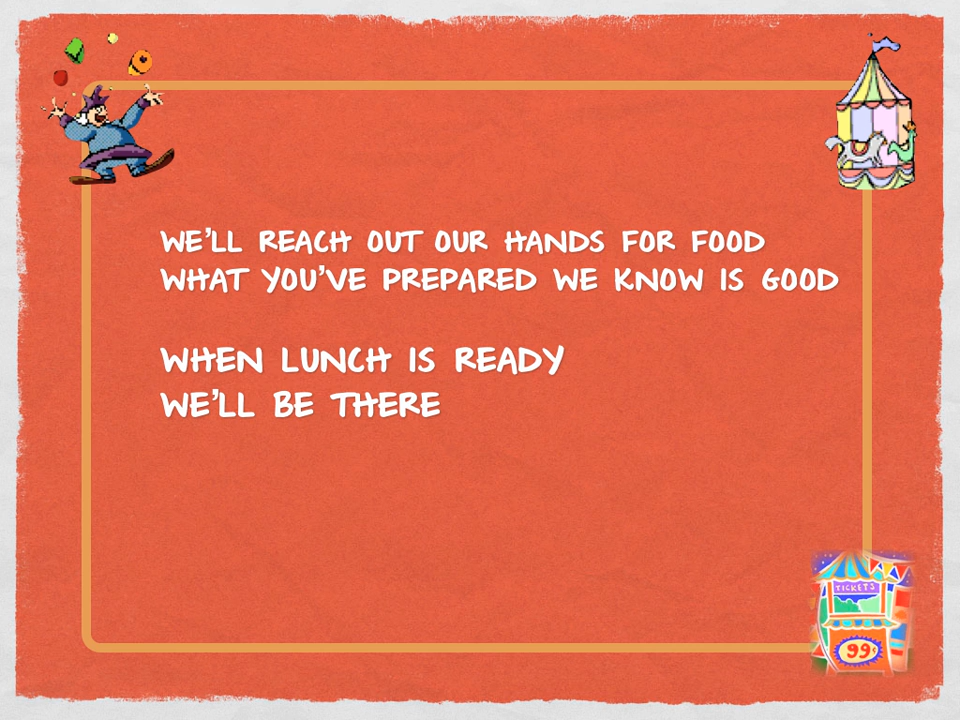 WE'LL REACH OUT OUR HANDS FOR FOOD
WHAT YOU'VE PREPARED WE KNOW IS GOOD
WHEN LUNCH IS READY
WE'LL BE THERE
TICKETS
99¢